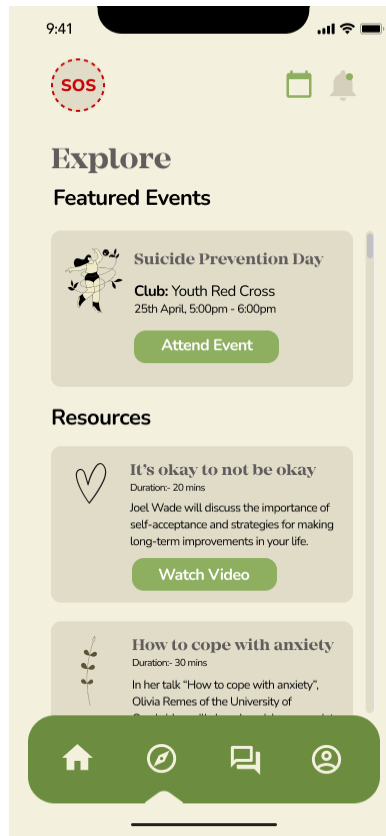 9:41
SOS
Explore
Featured Events
Suicide Prevention Day
Club: Youth Red Cross
25th April, 5:00pm - 6:00pm
Attend Event
Resources
It's okay to not be okay
Duration:- 20 mins
Joel Wade will discuss the importance of
self-acceptance and strategies for making
long-term improvements in your life.
Watch Video
How to cope with anxiety
Duration:- 30 mins
In her talk “How to cope with anxiety”,
Olivia Remes of the University of